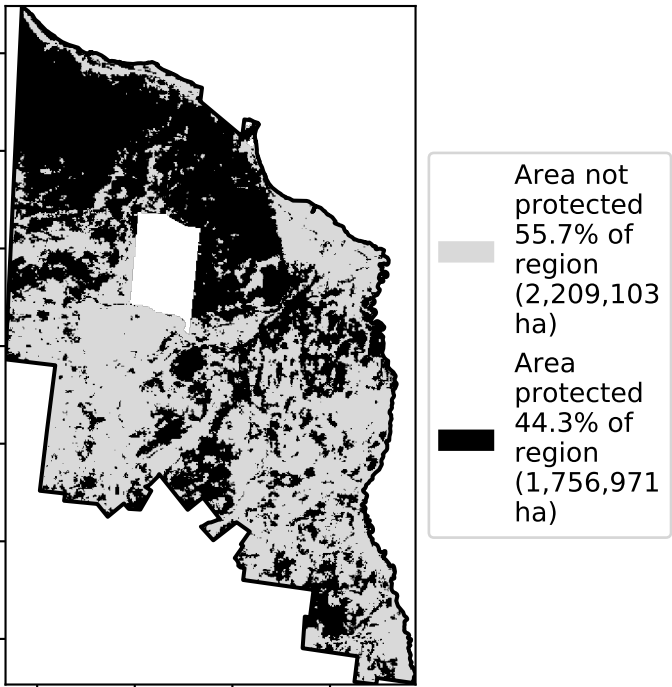 Area not
protected
55.7% of
region
(2,209,103
ha)
Area
protected
44.3% of
region
(1,756,971
ha)